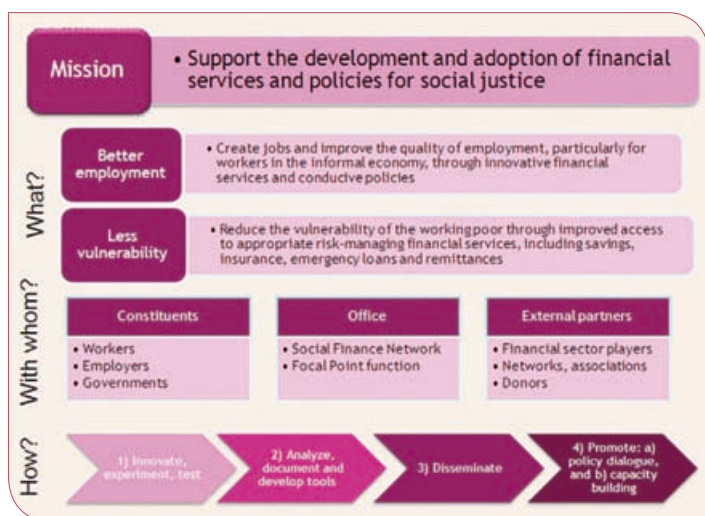 Mission
• Support the development and adoption of financial
services and policies for social justice
What?
Better
employment
• Create jobs and improve the quality of employment, particularly for
workers in the informal economy, through innovative financial
services and conducive policies
Less
vulnerability
• Reduce the vulnerability of the working poor through improved access
to appropriate risk-managing financial services, including savings,
insurance, emergency loans and remittances
With whom?
Constituents
• Workers
• Employers
• Governments
Office
• Social Finance Network
• Focal Point function
External partners
• Financial sector players
• Networks, associations
• Donors
How?
1) Innovate,
experiment, test
2) Analyze,
document and
develop tools
3) Disseminate
4) Promote: a)
policy dialogue,
and b) capacity
building